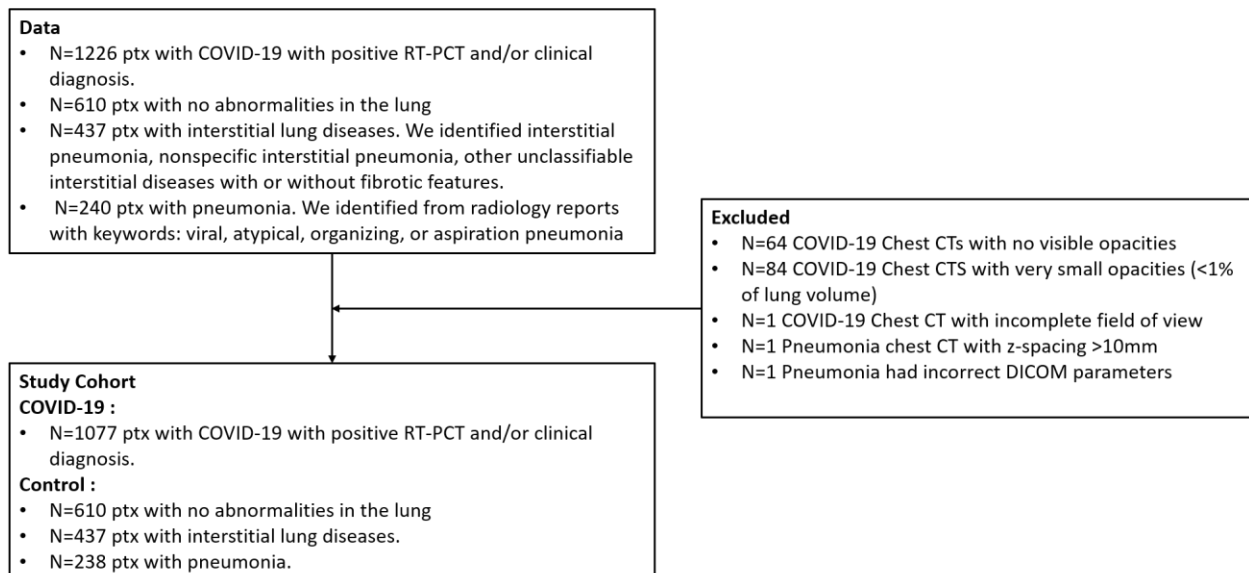 Data
• N=1226 ptx with COVID-19 with positive RT-PCT and/or clinical
diagnosis.
• N=610 ptx with no abnormalities in the lung
• N=437 ptx with interstitial lung diseases. We identified interstitial
pneumonia, nonspecific interstitial pneumonia, other unclassifiable
interstitial diseases with or without fibrotic features.
• N=240 ptx with pneumonia. We identified from radiology reports
with keywords: viral, atypical, organizing, or aspiration pneumonia
Excluded
• N=64 COVID-19 Chest CTs with no visible opacities
• N=84 COVID-19 Chest CTS with very small opacities (<1%
of lung volume)
• N=1 COVID-19 Chest CT with incomplete field of view
• N=1 Pneumonia chest CT with z-spacing >10mm
• N=1 Pneumonia had incorrect DICOM parameters
Study Cohort
COVID-19 :
• N=1077 ptx with COVID-19 with positive RT-PCT and/or clinical
diagnosis.
Control :
• N=610 ptx with no abnormalities in the lung
• N=437 ptx with interstitial lung diseases.
• N=238 ptx with pneumonia.